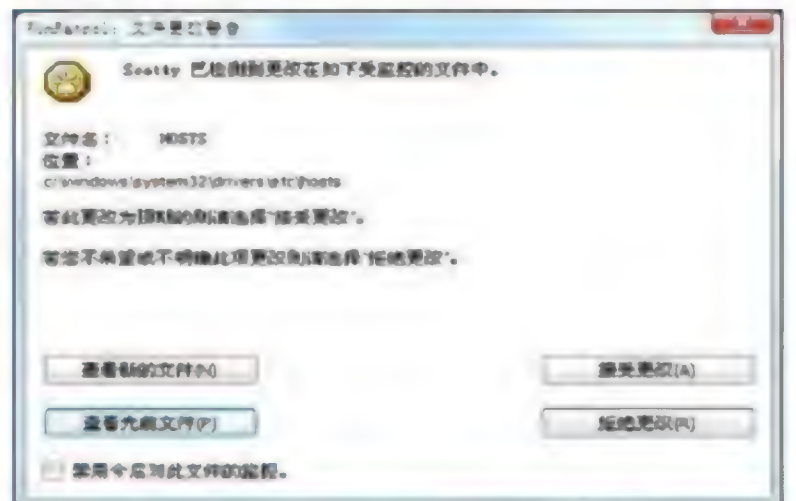 WinPatrol: 文件更改警告
Scotty 已检测到更改在如下受监控的文件中。
文件名： HOSTS
位置：
c:\windows\system32\drivers\etc\hosts
若此更改为预期的则请选择"接受更改"。
若您不希望或不明确此项更改则请选择"拒绝更改"。
查看新的文件(N)
接受更改(A)
查看先前文件(P)
拒绝更改(R)
禁用今后对此文件的监控。